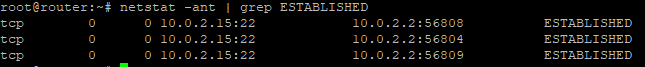 root@router:~# netstat -ant | grep ESTABLISHED
tcp        0      0 10.0.2.15:22            10.0.2.2:56808          ESTABLISHED
tcp        0      0 10.0.2.15:22            10.0.2.2:56804          ESTABLISHED
tcp        0      0 10.0.2.15:22            10.0.2.2:56809          ESTABLISHED
root@router:~#